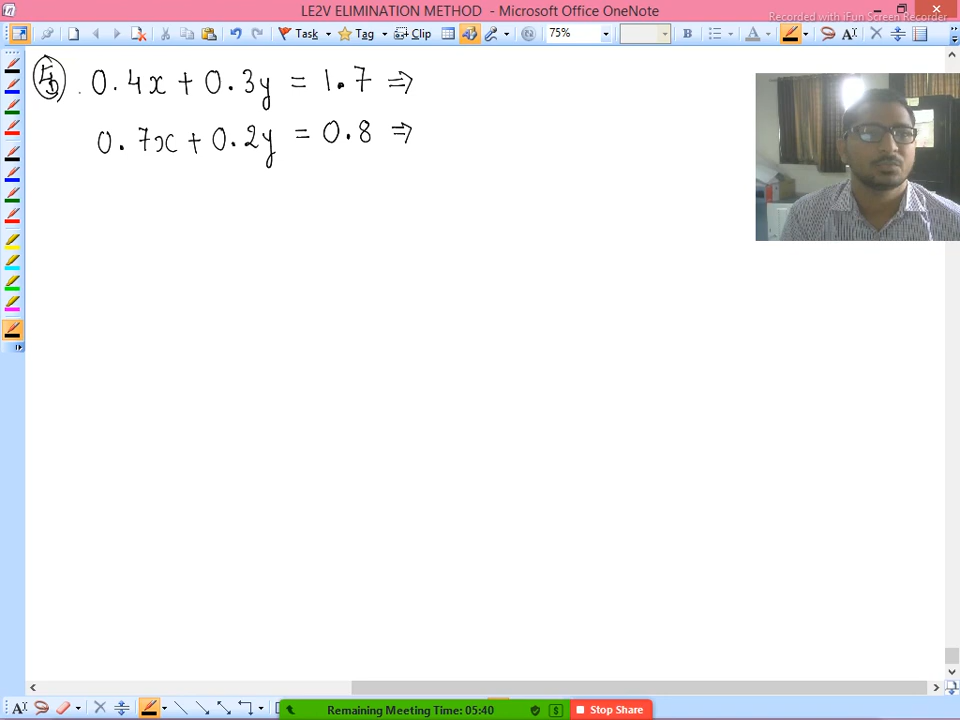 LE2V ELIMINATION METHOD - Microsoft Office OneNote
Recorded with iFun Screen Recorder
Task Tag Clip 75% B A A
0.4x + 0.3y = 1.7 ⇒
0.7x + 0.2y = 0.8 ⇒
A Remaining Meeting Time: 05:40 $ Stop Share